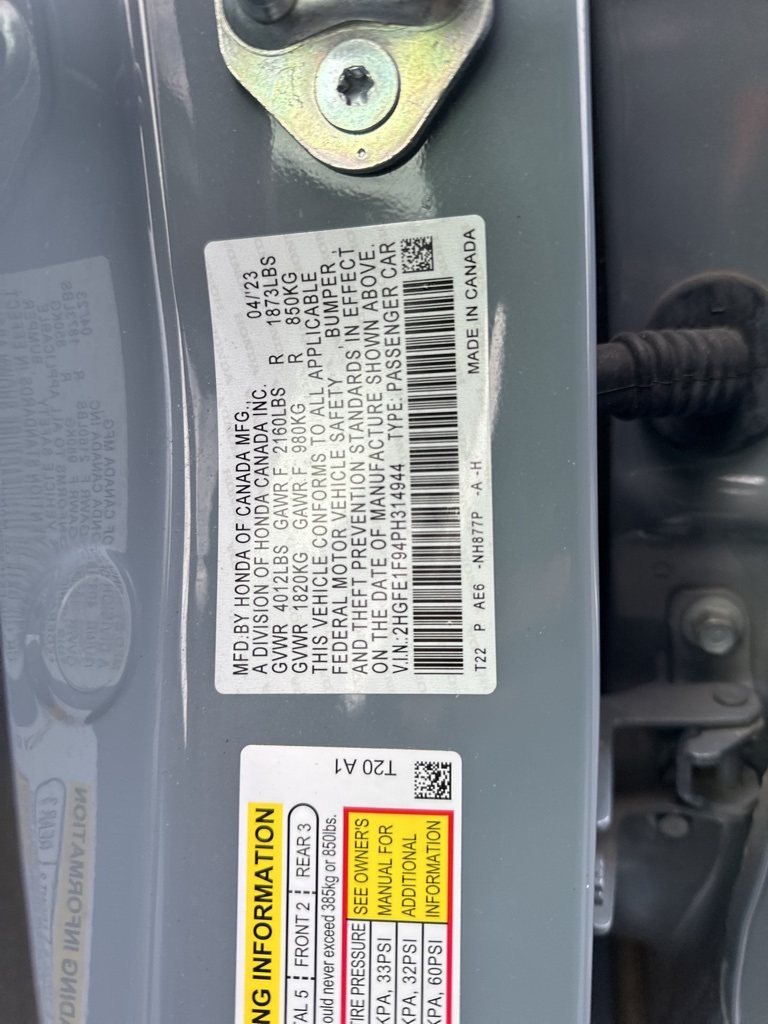 MFD. BY HONDA OF CANADA MFG.,
A DIVISION OF HONDA CANADA INC. 04/'23
GVWR 4012LBS GAWR F 2160LBS R 1873LBS
GVWR 1820KG GAWR F 980KG R 850KG
THIS VEHICLE CONFORMS TO ALL APPLICABLE
FEDERAL MOTOR VEHICLE SAFETY , BUMPER ,
AND THEFT PREVENTION STANDARDS IN EFFECT
ON THE DATE OF MANUFACTURE SHOWN ABOVE.
V.I.N.:2HGFE1F94PH314944 TYPE: PASSENGER CAR
T22 P AE6 -NH877P -A -H MADE IN CANADA
T20 A1
NG INFORMATION
TAL 5 FRONT 2 REAR 3
ould never exceed 385kg or 850lbs.
TIRE PRESSURE SEE OWNER'S
KPA, 33PSI MANUAL FOR
KPA, 32PSI ADDITIONAL
KPA, 60PSI INFORMATION